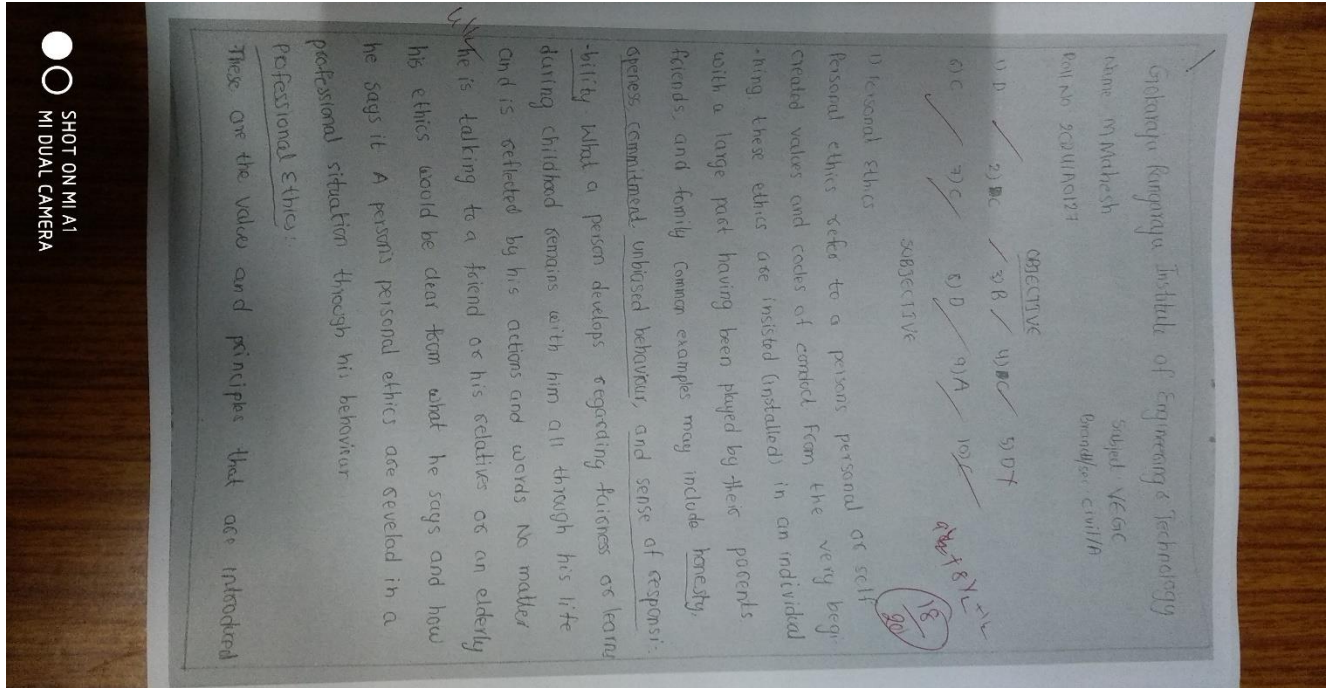 Gokaraju Rangaraju Institute of Engineering & Technology
Name M Mahesh
Subject VEGC
Roll No 20241A0127
Branch/sec civil/A
OBJECTIVE
1) D 2) C 3) B 4) C 5) D
6) C 7) C 8) D 9) A 10)
18/20
SUBJECTIVE
1) Personal Ethics
Personal ethics refer to a persons personal or self
created values and codes of conduct from the very begi
-ning, these ethics are insisted (installed) in an individual
with a large part having been played by their parents
friends, and family common examples may include honesty,
openess, commitment, unbiased behaviour, and sense of responsi-
-bility What a person develops regarding fairness or learns
during childhood remains with him all through his life
and is reflected by his actions and words No matter
he is talking to a friend or his relatives or an elderly
his ethics would be clear from what he says and how
he says it A person's personal ethics are reveled in a
professional situation through his behaviour
Professional Ethics:
These are the values and principles that are introduced
SHOT ON MI A1
MI DUAL CAMERA